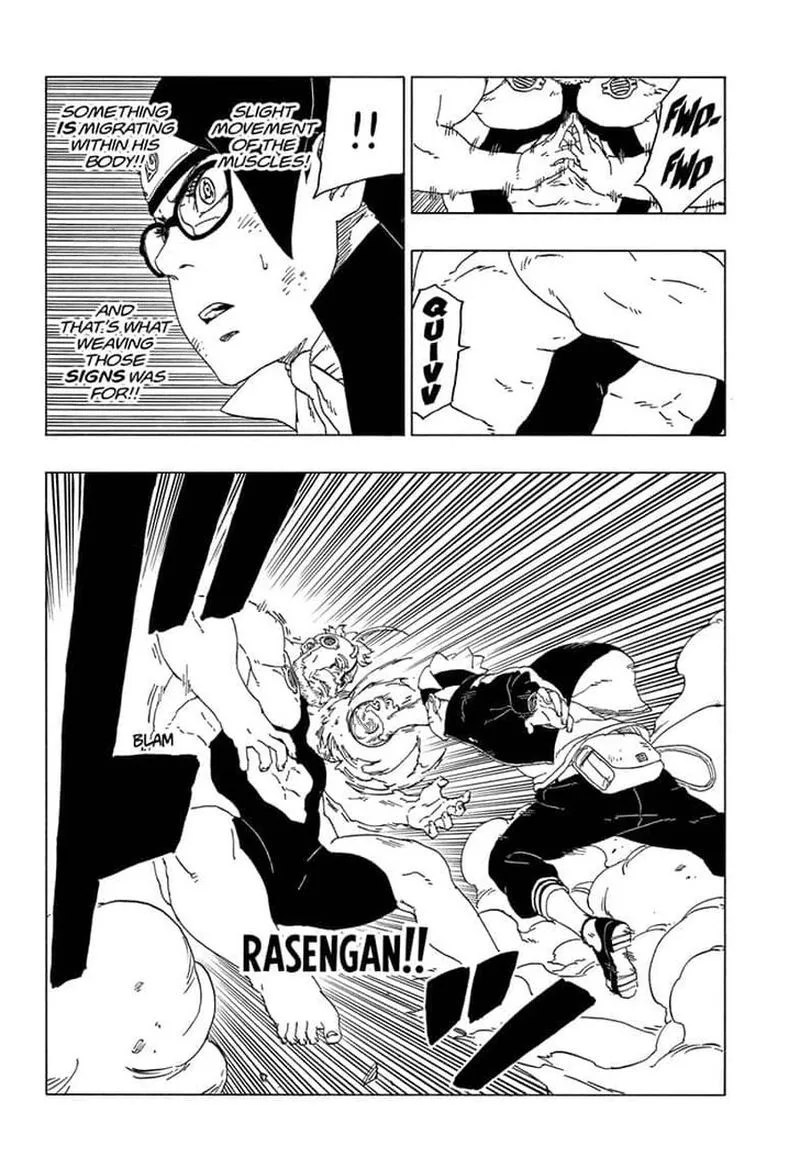 FWP-
FWP
QUIVV
!!
SLIGHT
MOVEMENT
OF THE
MUSCLES!
SOMETHING
IS MIGRATING
WITHIN HIS
BODY!!
AND
THAT'S WHAT
WEAVING
THOSE
SIGNS WAS
FOR!!
BLAM
RASENGAN!!